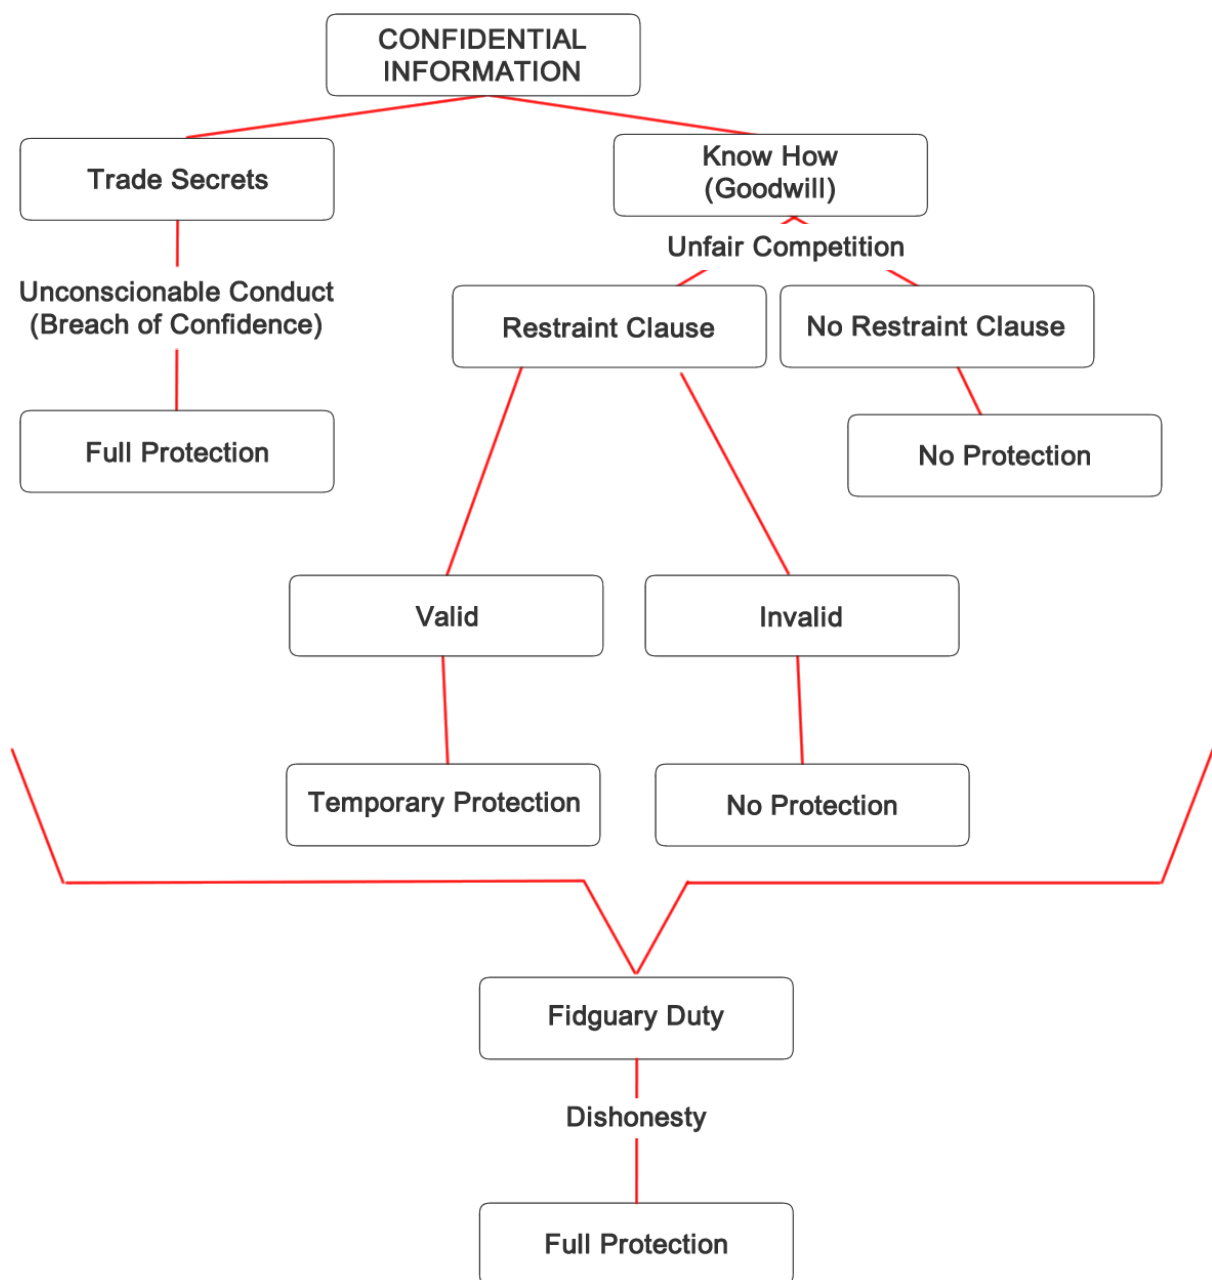 CONFIDENTIAL
INFORMATION
Trade Secrets
Know How
(Goodwill)
Unfair Competition
Unconscionable Conduct
(Breach of Confidence)
Restraint Clause
No Restraint Clause
Full Protection
No Protection
Valid
Invalid
Temporary Protection
No Protection
Fidguary Duty
Dishonesty
Full Protection